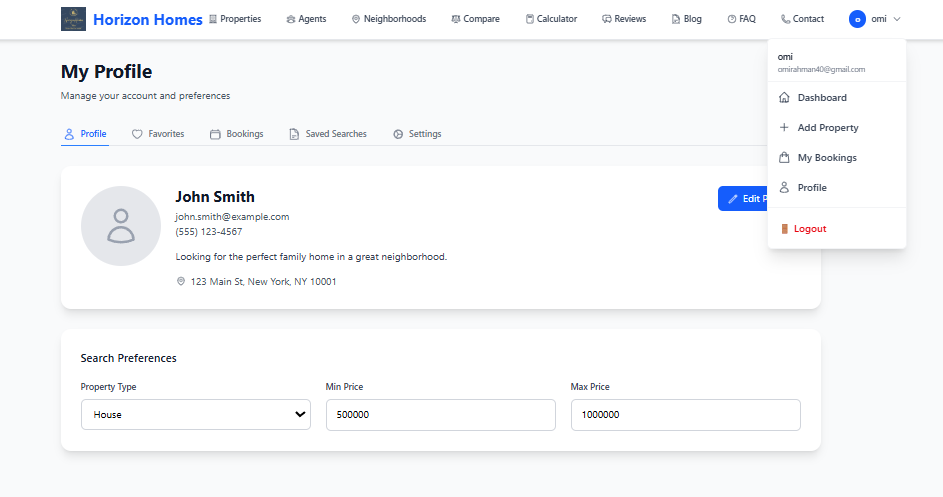 Horizon Homes Properties Agents Neighborhoods Compare Calculator Reviews Blog FAQ Contact o omi
omi
omirahman40@gmail.com
Dashboard
Add Property
My Bookings
Profile
Logout
My Profile
Manage your account and preferences
Profile Favorites Bookings Saved Searches Settings
John Smith
Edit P
john.smith@example.com
(555) 123-4567
Looking for the perfect family home in a great neighborhood.
123 Main St, New York, NY 10001
Search Preferences
Property Type Min Price Max Price
House 500000 1000000